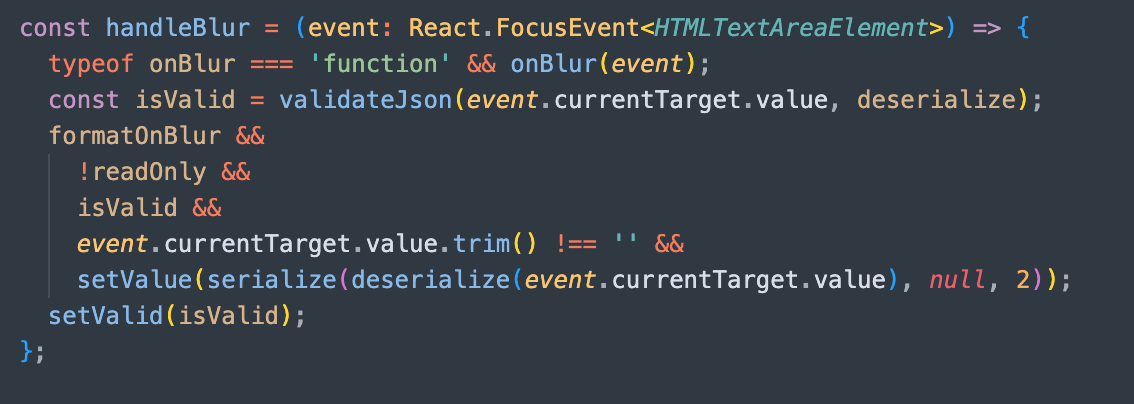 const handleBlur = (event: React.FocusEvent<HTMLTextAreaElement>) => {
  typeof onBlur === 'function' && onBlur(event);
  const isValid = validateJson(event.currentTarget.value, deserialize);
  formatOnBlur &&
    !readOnly &&
    isValid &&
    event.currentTarget.value.trim() !== '' &&
    setValue(serialize(deserialize(event.currentTarget.value), null, 2));
  setValid(isValid);
};